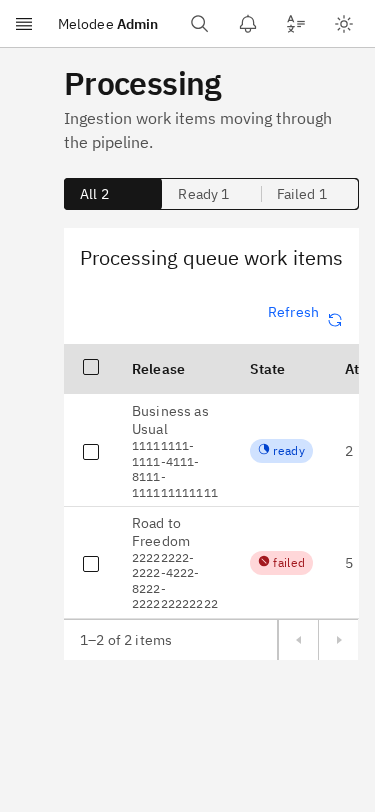 Melodee Admin
Processing
Ingestion work items moving through
the pipeline.
All 2
Ready 1
Failed 1
Processing queue work items
Refresh
Release State At
Business as
Usual
11111111-
1111-4111-
8111-
111111111111
ready
2
Road to
Freedom
22222222-
2222-4222-
8222-
222222222222
failed
5
1–2 of 2 items